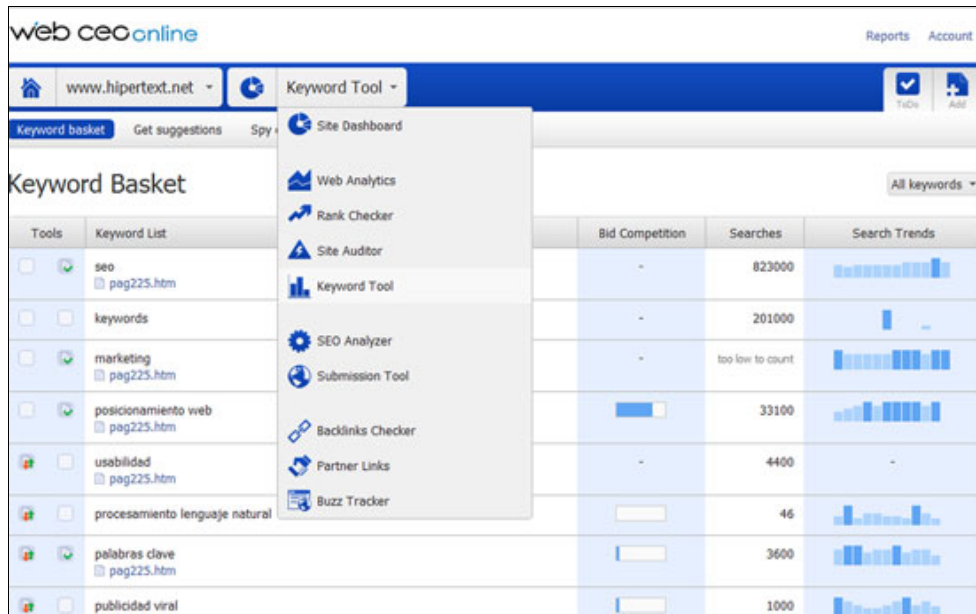 web ceo online
Reports Account
www.hipertext.net Keyword Tool
ToDo Add
Keyword basket Get suggestions Spy
Site Dashboard
Web Analytics
Rank Checker
Site Auditor
Keyword Tool
SEO Analyzer
Submission Tool
Backlinks Checker
Partner Links
Buzz Tracker
Keyword Basket
All keywords
Tools Keyword List Bid Competition Searches Search Trends
seo - 823000
pag225.htm
keywords - 201000
marketing - too low to count
pag225.htm
posicionamiento web 33100
pag225.htm
usabilidad - 4400 -
pag225.htm
procesamiento lenguaje natural 46
palabras clave 3600
pag225.htm
publicidad viral 1000